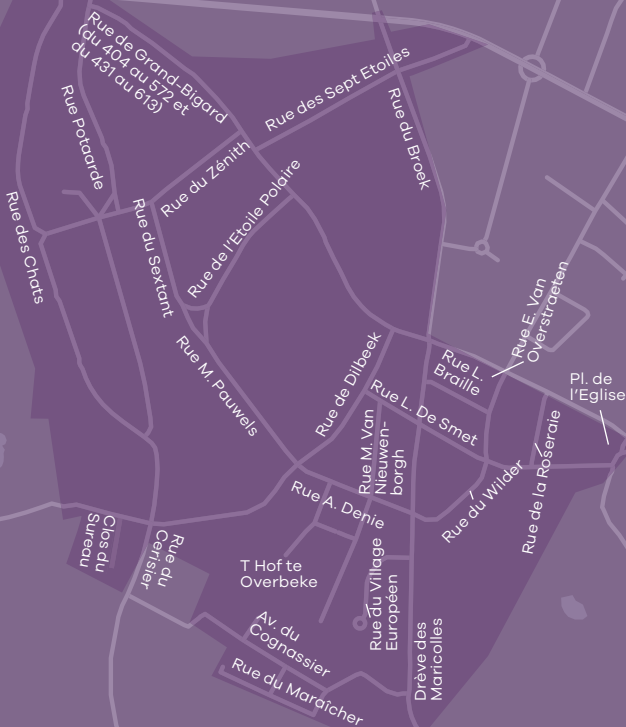 Rue de Grand-Bigard
(du 404 au 572 et
du 431 au 613)
Rue des Sept Etoiles
Rue Potaarde
Rue du Broek
Rue du Zénith
Rue de l'Etoile Polaire
Rue des Chats
Rue du Sextant
Rue E. Van
Overstraeten
Rue M. Pauwels
Rue de Dilbeek
Rue L.
Braille
Pl. de
l'Eglise
Rue L. De Smet
Rue M. Van
Nieuwen-
borgh
Rue de la Roseraie
Rue du Wilder
Rue A. Denie
Clos du
Sureau
Rue du
Cerisier
T Hof te
Overbeke
Rue du Village
Européen
Av. du
Cognassier
Drève des
Maricolles
Rue du Maraîcher